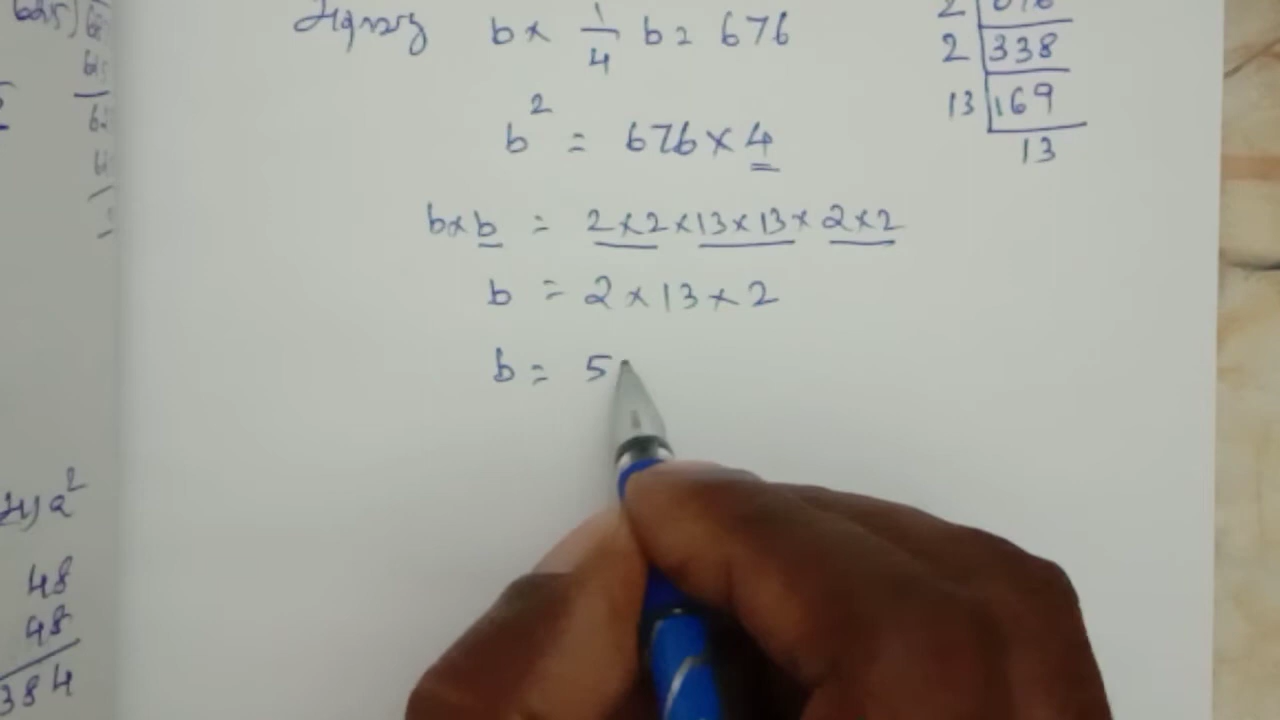 b × 1/4 b = 676
b² = 676 × 4
b × b = 2 × 2 × 13 × 13 × 2 × 2
b = 2 × 13 × 2
b = 5
2 338
13 169
13
a²
48
48
384